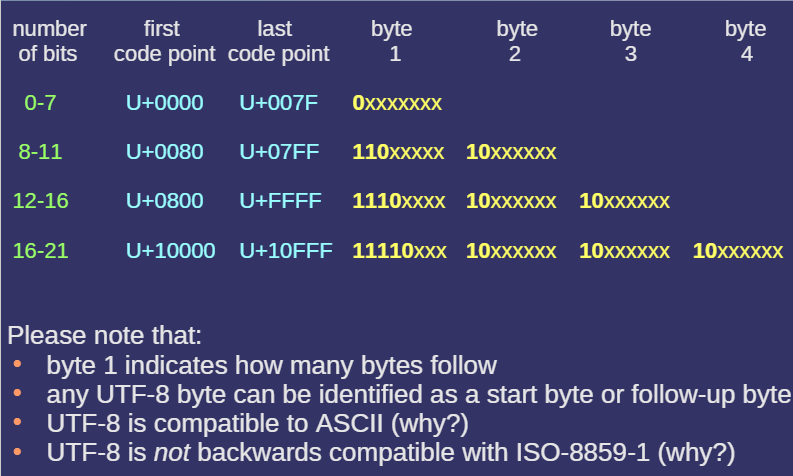 number first last byte byte byte byte
of bits code point code point 1 2 3 4
0-7 U+0000 U+007F 0xxxxxxx
8-11 U+0080 U+07FF 110xxxxx 10xxxxxx
12-16 U+0800 U+FFFF 1110xxxx 10xxxxxx 10xxxxxx
16-21 U+10000 U+10FFF 11110xxx 10xxxxxx 10xxxxxx 10xxxxxx
Please note that:
• byte 1 indicates how many bytes follow
• any UTF-8 byte can be identified as a start byte or follow-up byte
• UTF-8 is compatible to ASCII (why?)
• UTF-8 is not backwards compatible with ISO-8859-1 (why?)